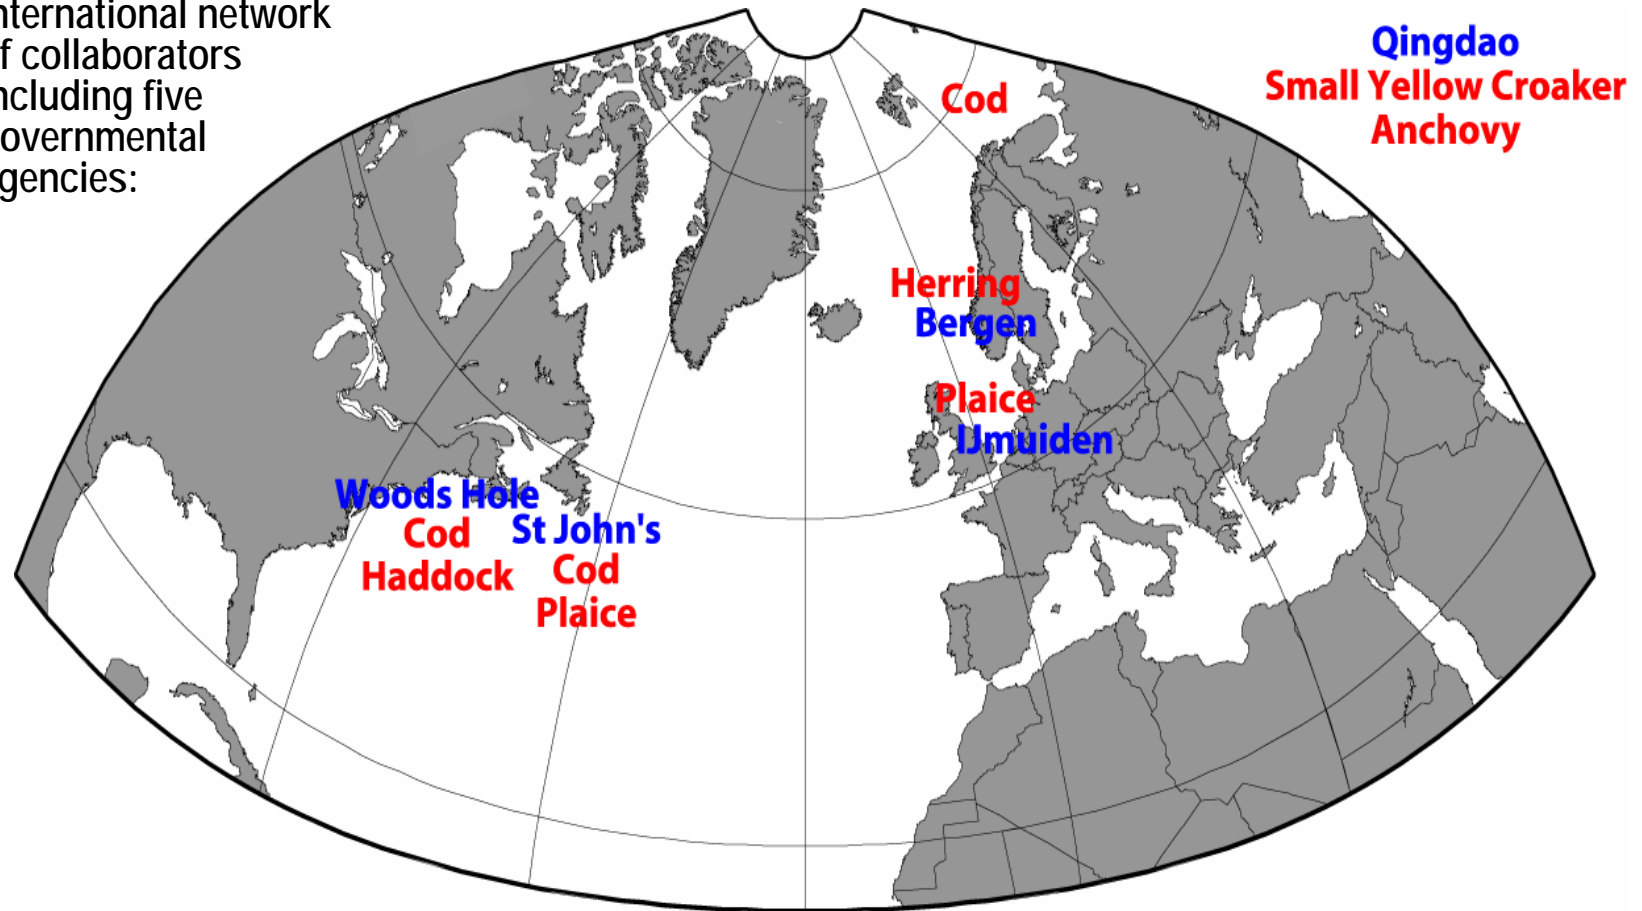 nternational network
f collaborators
ncluding five
overnmental
gencies:
Qingdao
Small Yellow Croaker
Anchovy
Cod
Herring
Bergen
Plaice
IJmuiden
Woods Hole
Cod
Haddock
St John's
Cod
Plaice